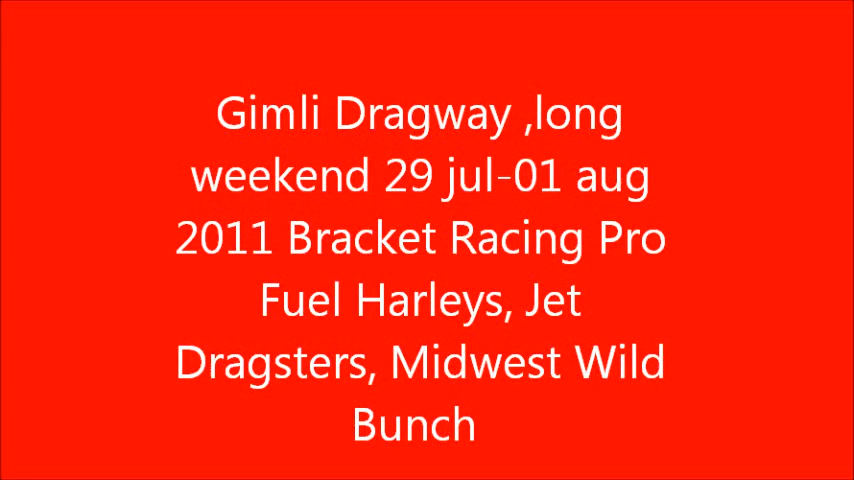 Gimli Dragway ,long
weekend 29 jul-01 aug
2011 Bracket Racing Pro
Fuel Harleys, Jet
Dragsters, Midwest Wild
Bunch